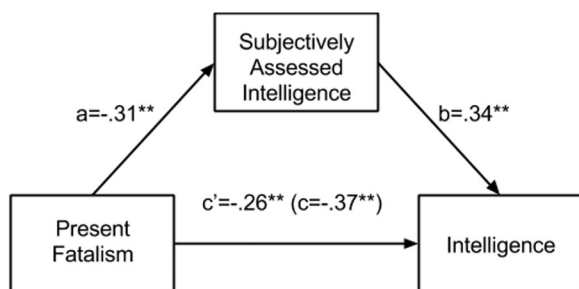 Subjectively
Assessed
Intelligence
a=-.31**
b=.34**
c'=-.26** (c=-.37**)
Present
Fatalism
Intelligence